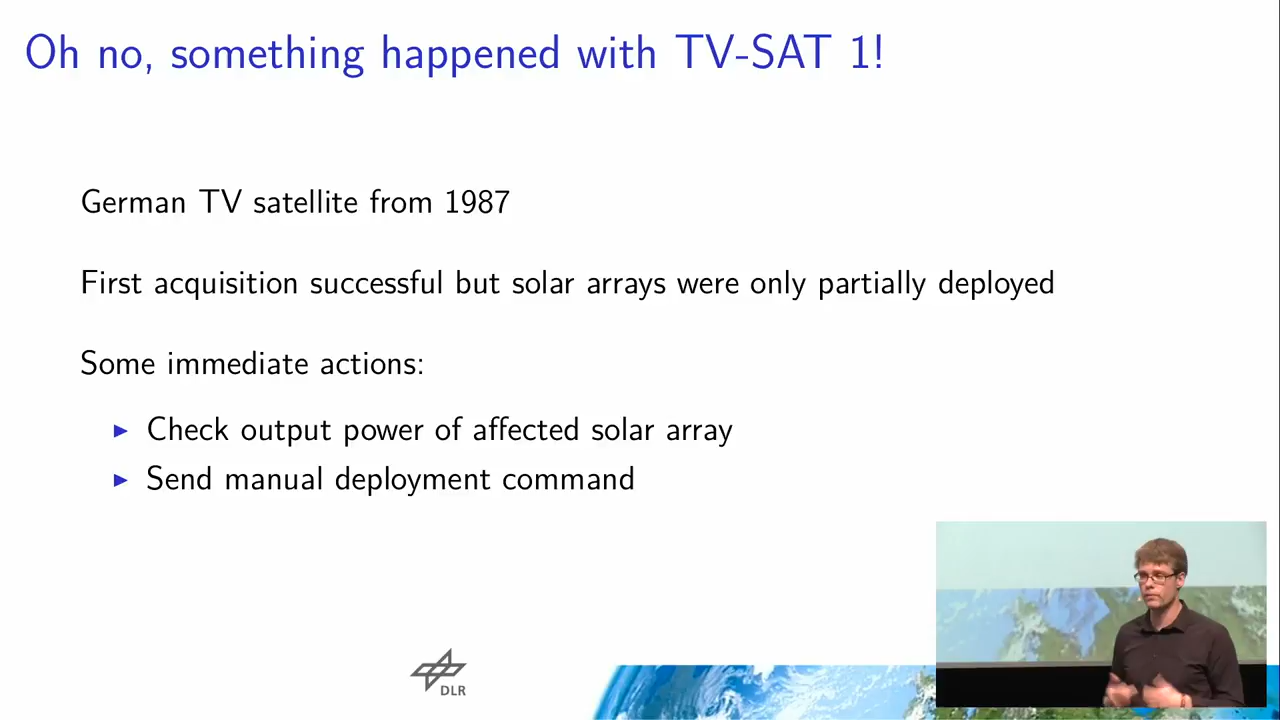 Oh no, something happened with TV-SAT 1!
German TV satellite from 1987
First acquisition successful but solar arrays were only partially deployed
Some immediate actions:
Check output power of affected solar array
Send manual deployment command
DLR